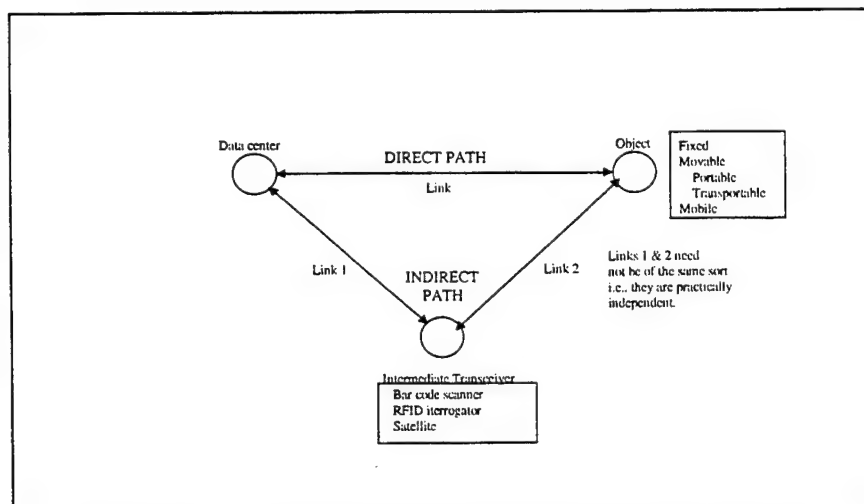 Data center
DIRECT PATH
Link
Object
Fixed
Movable
Portable
Transportable
Mobile
Link 1
INDIRECT
PATH
Link 2
Links 1 & 2 need
not be of the same sort
i.e., they are practically
independent.
Intermediate Transceiver
Bar code scanner
RFID iterrogator
Satellite